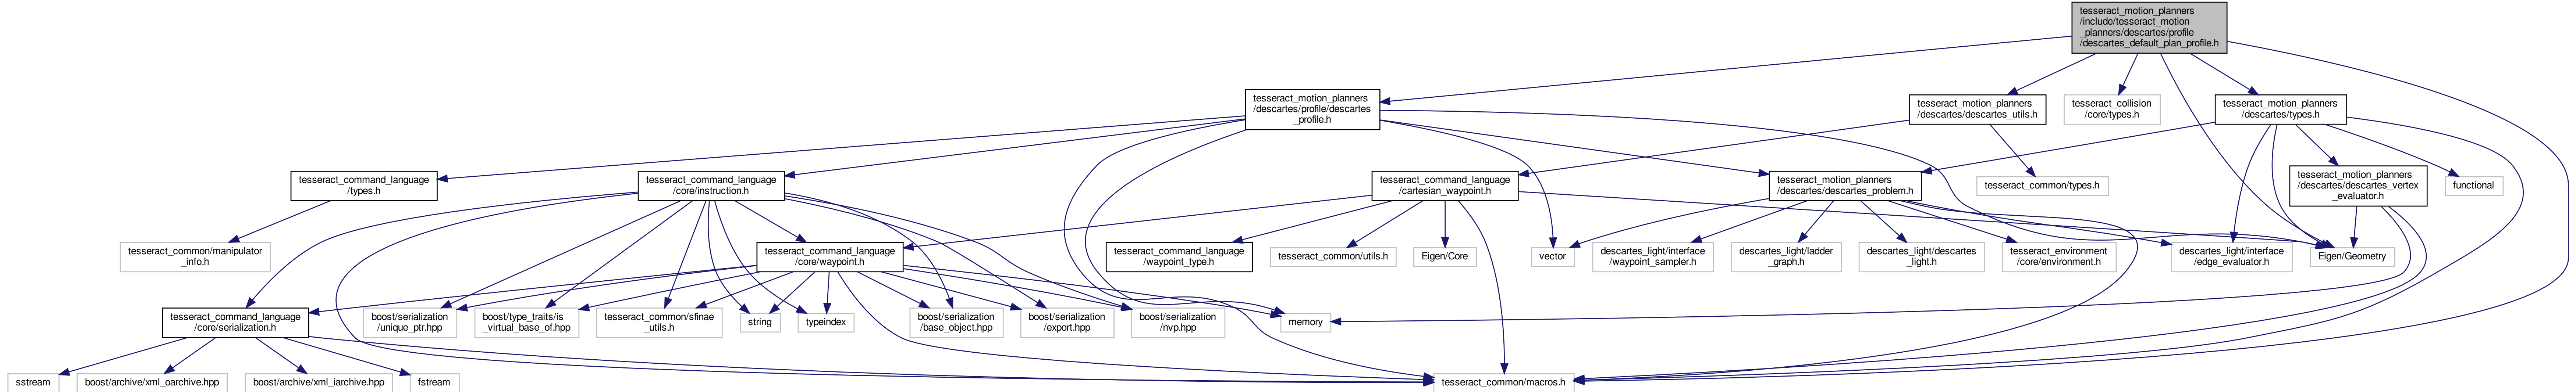 tesseract_motion_planners
/include/tesseract_motion
_planners/descartes/profile
/descartes_default_plan_profile.h
tesseract_motion_planners
/descartes/profile/descartes
_profile.h
tesseract_motion_planners
/descartes/descartes_utils.h
tesseract_collision
/core/types.h
tesseract_motion_planners
/descartes/types.h
tesseract_command_language
/types.h
tesseract_command_language
/core/instruction.h
tesseract_command_language
/cartesian_waypoint.h
tesseract_motion_planners
/descartes/descartes_problem.h
tesseract_common/types.h
tesseract_motion_planners
/descartes/descartes_vertex
_evaluator.h
functional
tesseract_common/manipulator
_info.h
tesseract_command_language
/core/waypoint.h
tesseract_command_language
/waypoint_type.h
tesseract_common/utils.h
Eigen/Core
vector
descartes_light/interface
/waypoint_sampler.h
descartes_light/ladder
_graph.h
descartes_light/descartes
_light.h
tesseract_environment
/core/environment.h
descartes_light/interface
/edge_evaluator.h
Eigen/Geometry
tesseract_command_language
/core/serialization.h
boost/serialization
/unique_ptr.hpp
boost/type_traits/is
_virtual_base_of.hpp
tesseract_common/sfinae
_utils.h
string
typeindex
boost/serialization
/base_object.hpp
boost/serialization
/export.hpp
boost/serialization
/nvp.hpp
memory
sstream
boost/archive/xml_oarchive.hpp
boost/archive/xml_iarchive.hpp
fstream
tesseract_common/macros.h